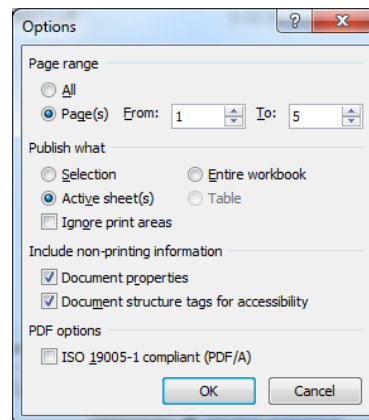 Options
Page range
All
Page(s) From: 1 To: 5
Publish what
Selection Entire workbook
Active sheet(s) Table
Ignore print areas
Include non-printing information
Document properties
Document structure tags for accessibility
PDF options
ISO 19005-1 compliant (PDF/A)
OK Cancel